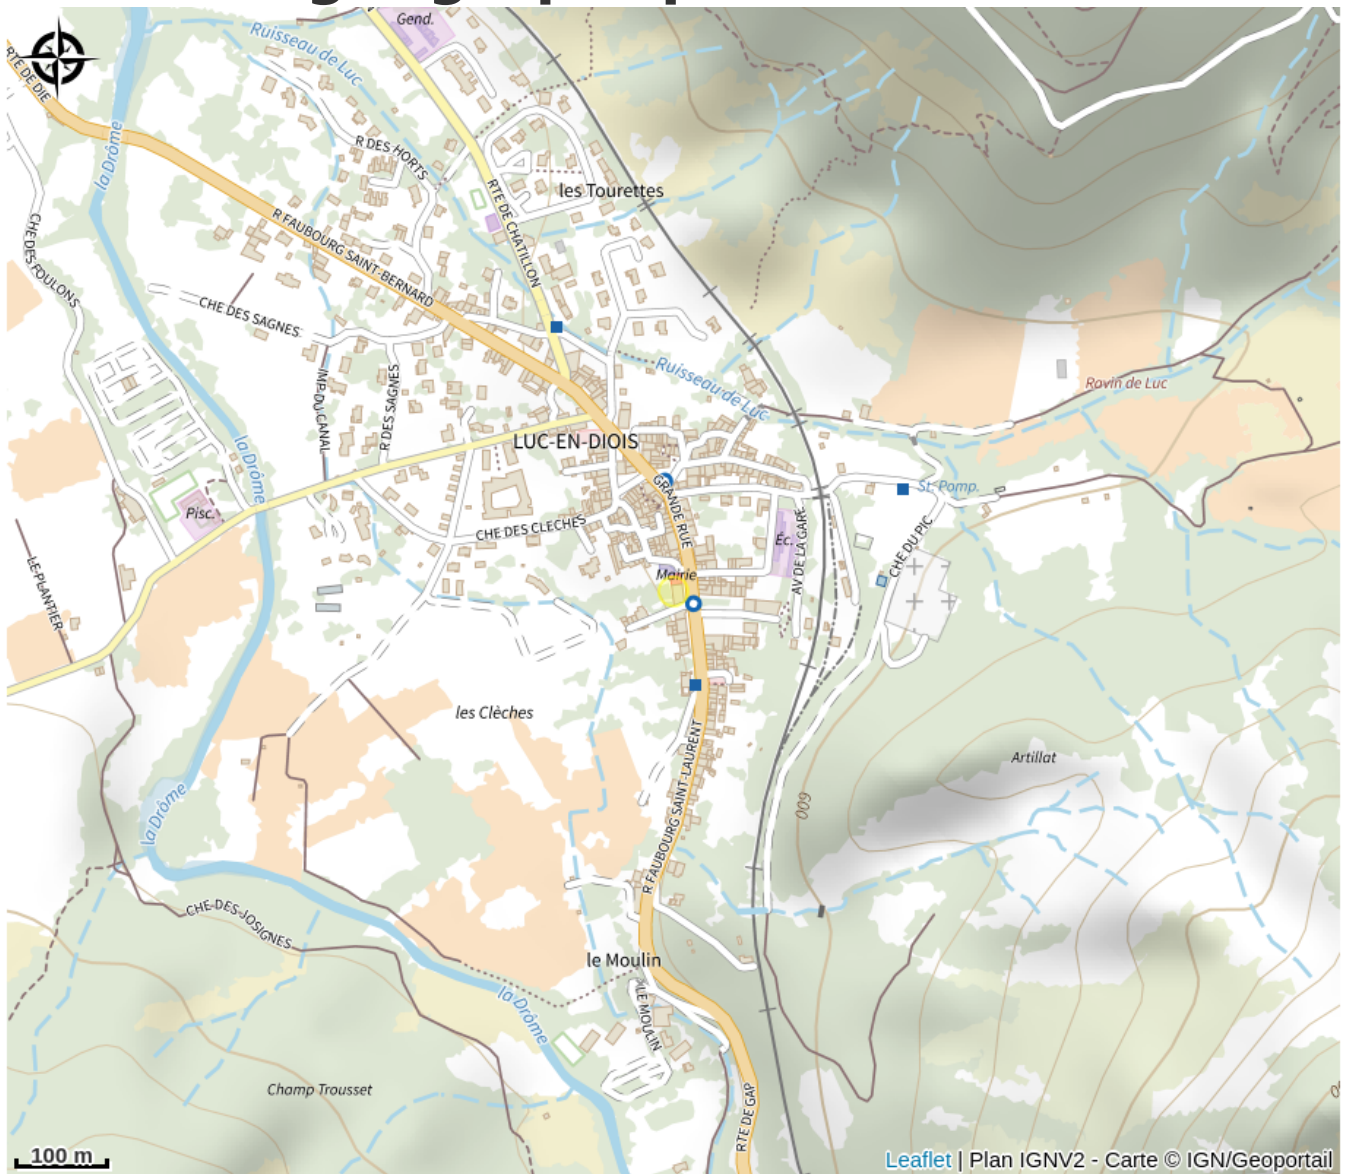 Gend.
Ruisseau de Luc
RTE DE DIE
la Drôme
R DES HORTS
les Tourettes
RTE DE CHATILLON
R FAUBOURG SAINT-BERNARD
CHE DES FOULONS
CHE DES SAGNES
Ruisseau de Luc
Ravin de Luc
IMP DU CANAL
R DES SAGNES
LUC-EN-DIOIS
la Drôme
GRANDE RUE
St. Pomp.
Pisc.
CHE DES CLECHES
Éc.
AV DE LA GARE
CHE DU PIC
LE PLANTIER
Mairie
les Clèches
R FAUBOURG SAINT-LAURENT
Artillat
600
la Drôme
CHE DES JOSIGNES
le Moulin
la Drôme
LE MOULIN
Champ Trousset
RTE DE GAP
100 m
Leaflet | Plan IGNV2 - Carte © IGN/Geoportail